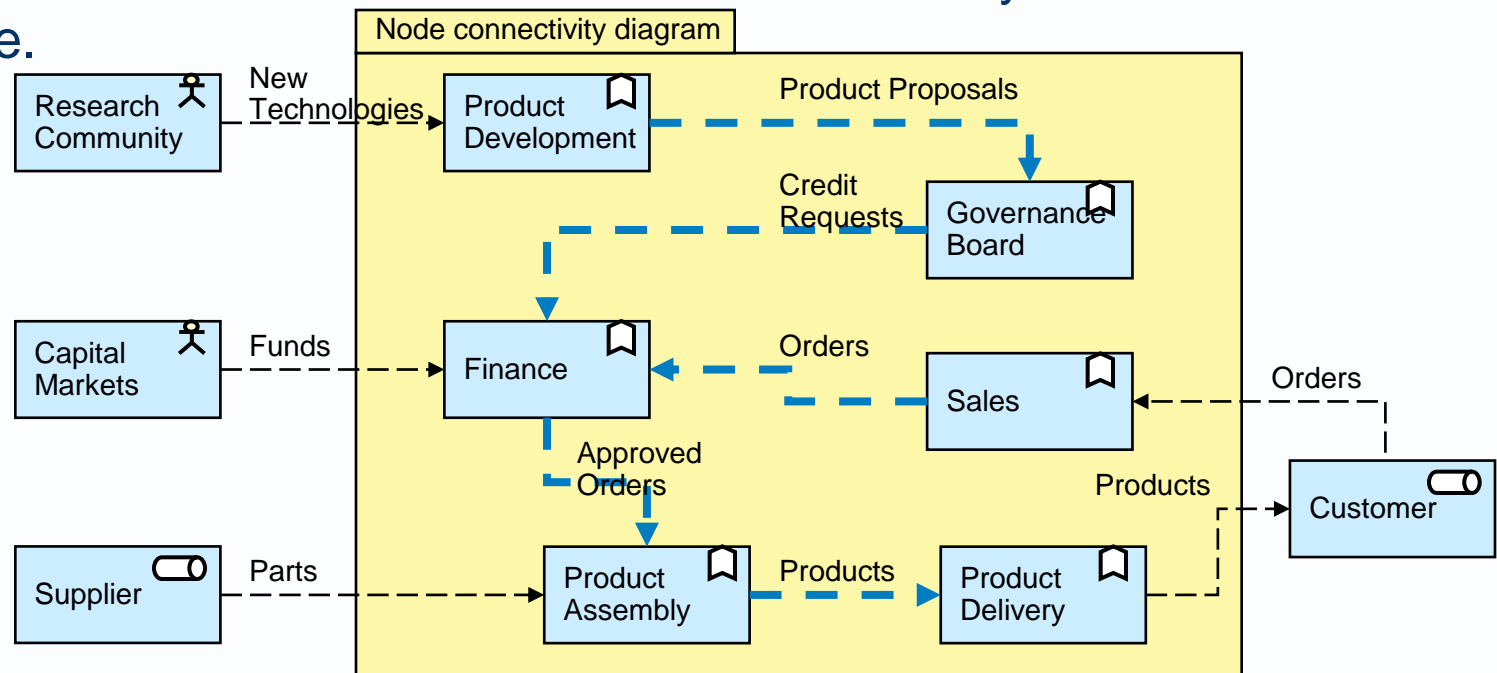 e.
Node connectivity diagram
Research
Community
New
Technologies
Product
Development
Product Proposals
Credit
Requests
Governance
Board
Capital
Markets
Funds
Finance
Orders
Sales
Orders
Approved
Orders
Products
Customer
Supplier
Parts
Product
Assembly
Products
Product
Delivery